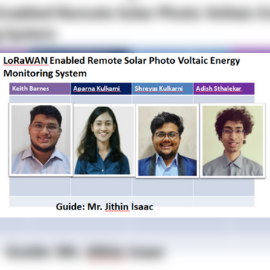 LoRaWAN Enabled Remote Solar Photo Voltaic Energy
Monitoring System
Keith Barnes Aparna Kulkarni Shreyas Kulkarni Adish Sthalekar
Guide: Mr. Jithin Isaac